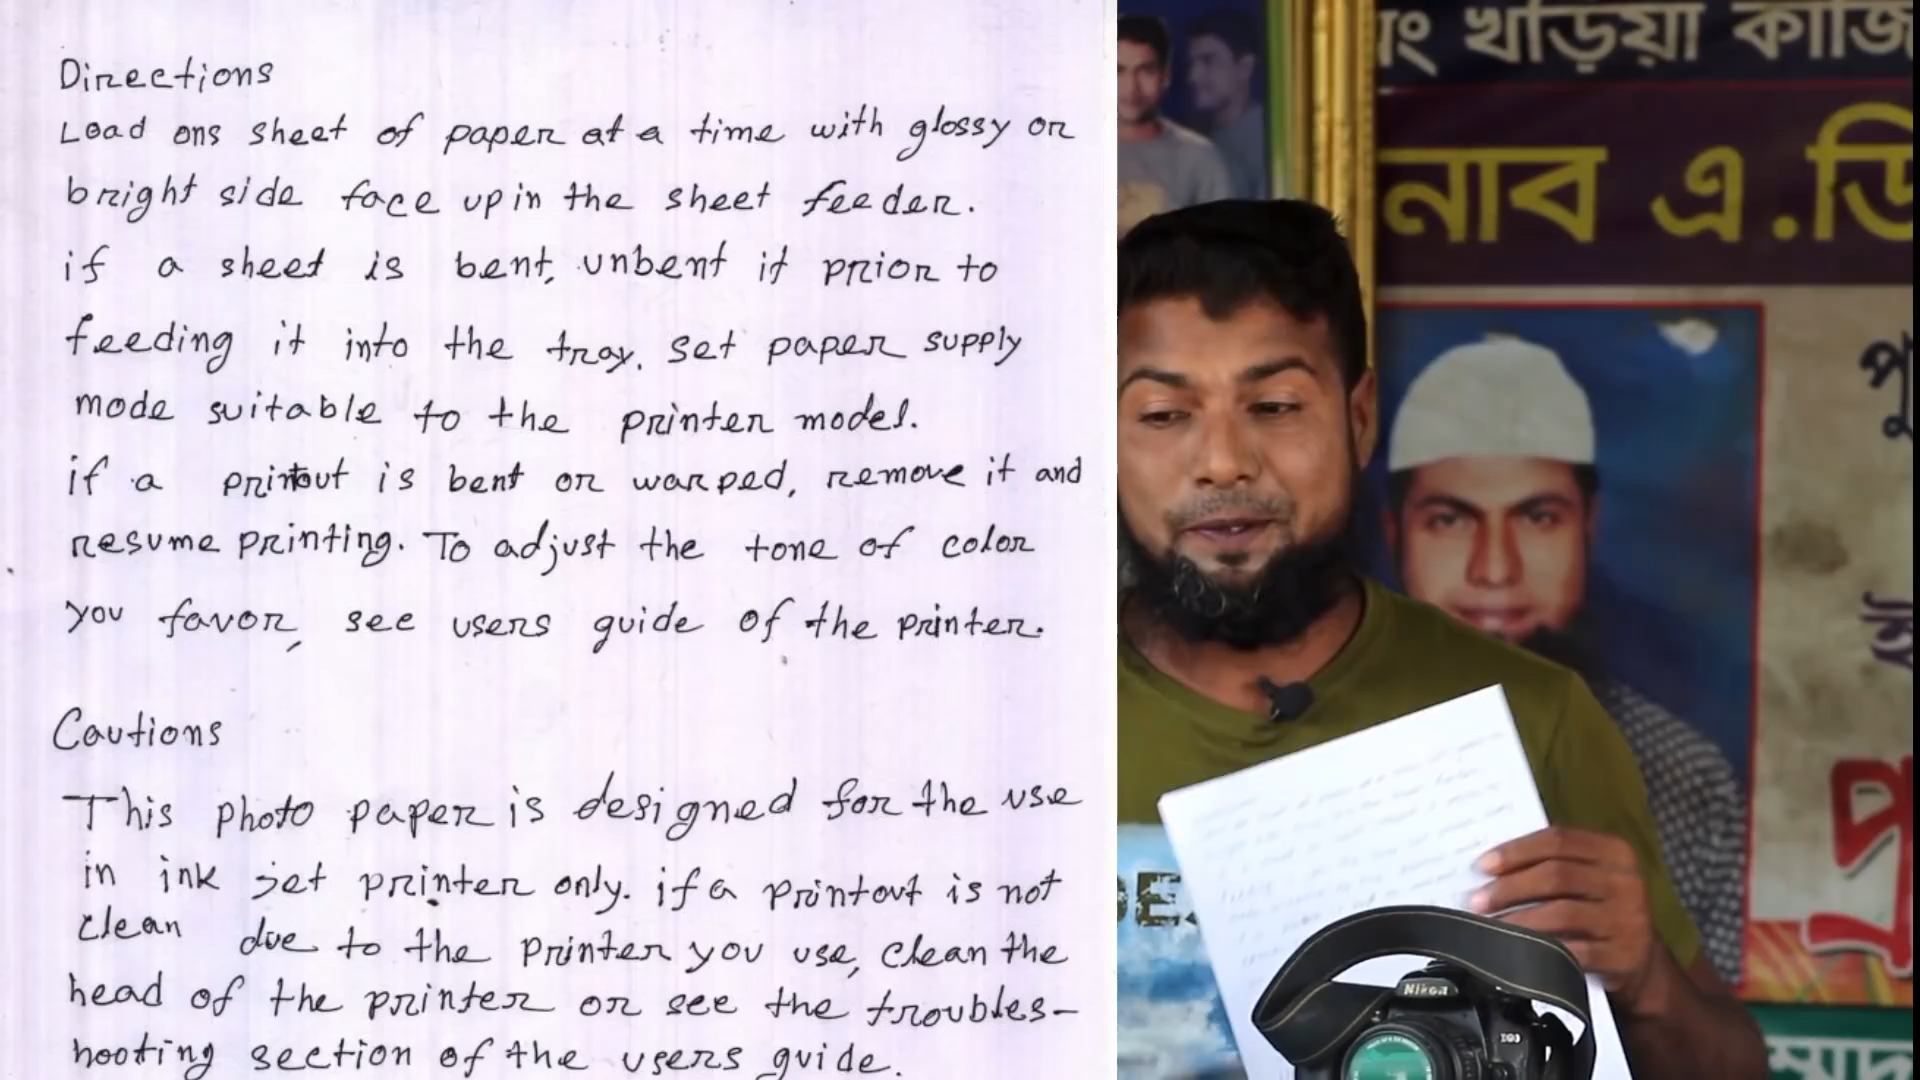 Directions
Load ons sheet of paper at a time with glossy or
bright side face up in the sheet feeder.
if a sheet is bent, unbent it prior to
feeding it into the tray. set paper supply
mode suitable to the printer model.
if a printout is bent or warped, remove it and
resume printing. To adjust the tone of color
you favor, see users guide of the printer.
Cautions
This photo paper is designed for the use
in ink jet printer only. if a printout is not
clean due to the printer you use, clean the
head of the printer or see the troubles-
hooting section of the users guide.
খড়িয়া কাজি
নাব এ.ডি
Nikon
D90